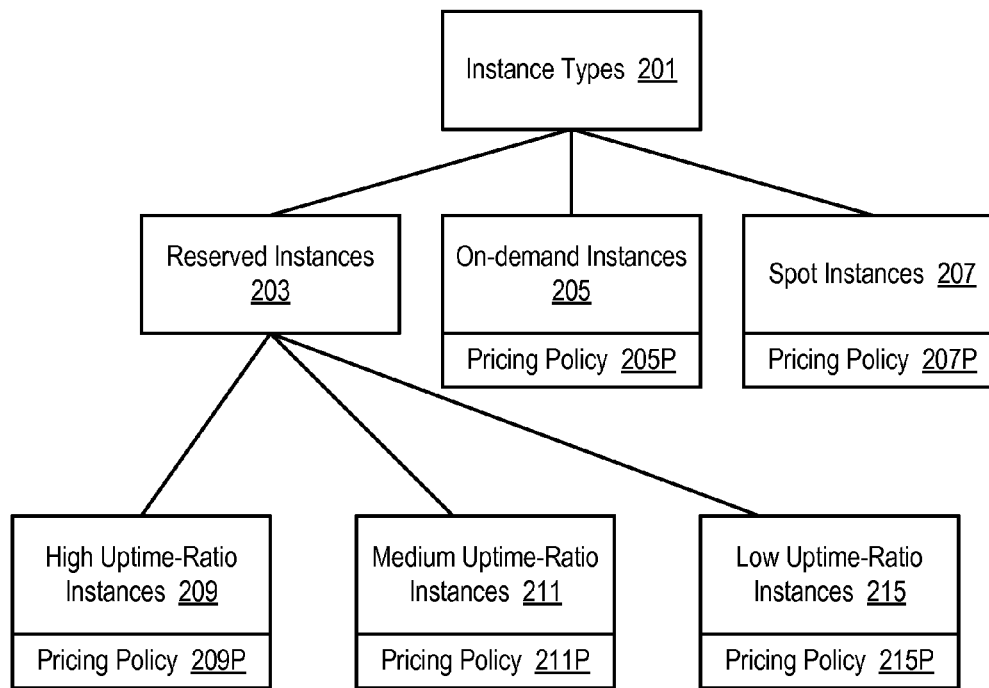 Instance Types 201
Reserved Instances
203
On-demand Instances
205
Pricing Policy 205P
Spot Instances 207
Pricing Policy 207P
High Uptime-Ratio
Instances 209
Pricing Policy 209P
Medium Uptime-Ratio
Instances 211
Pricing Policy 211P
Low Uptime-Ratio
Instances 215
Pricing Policy 215P